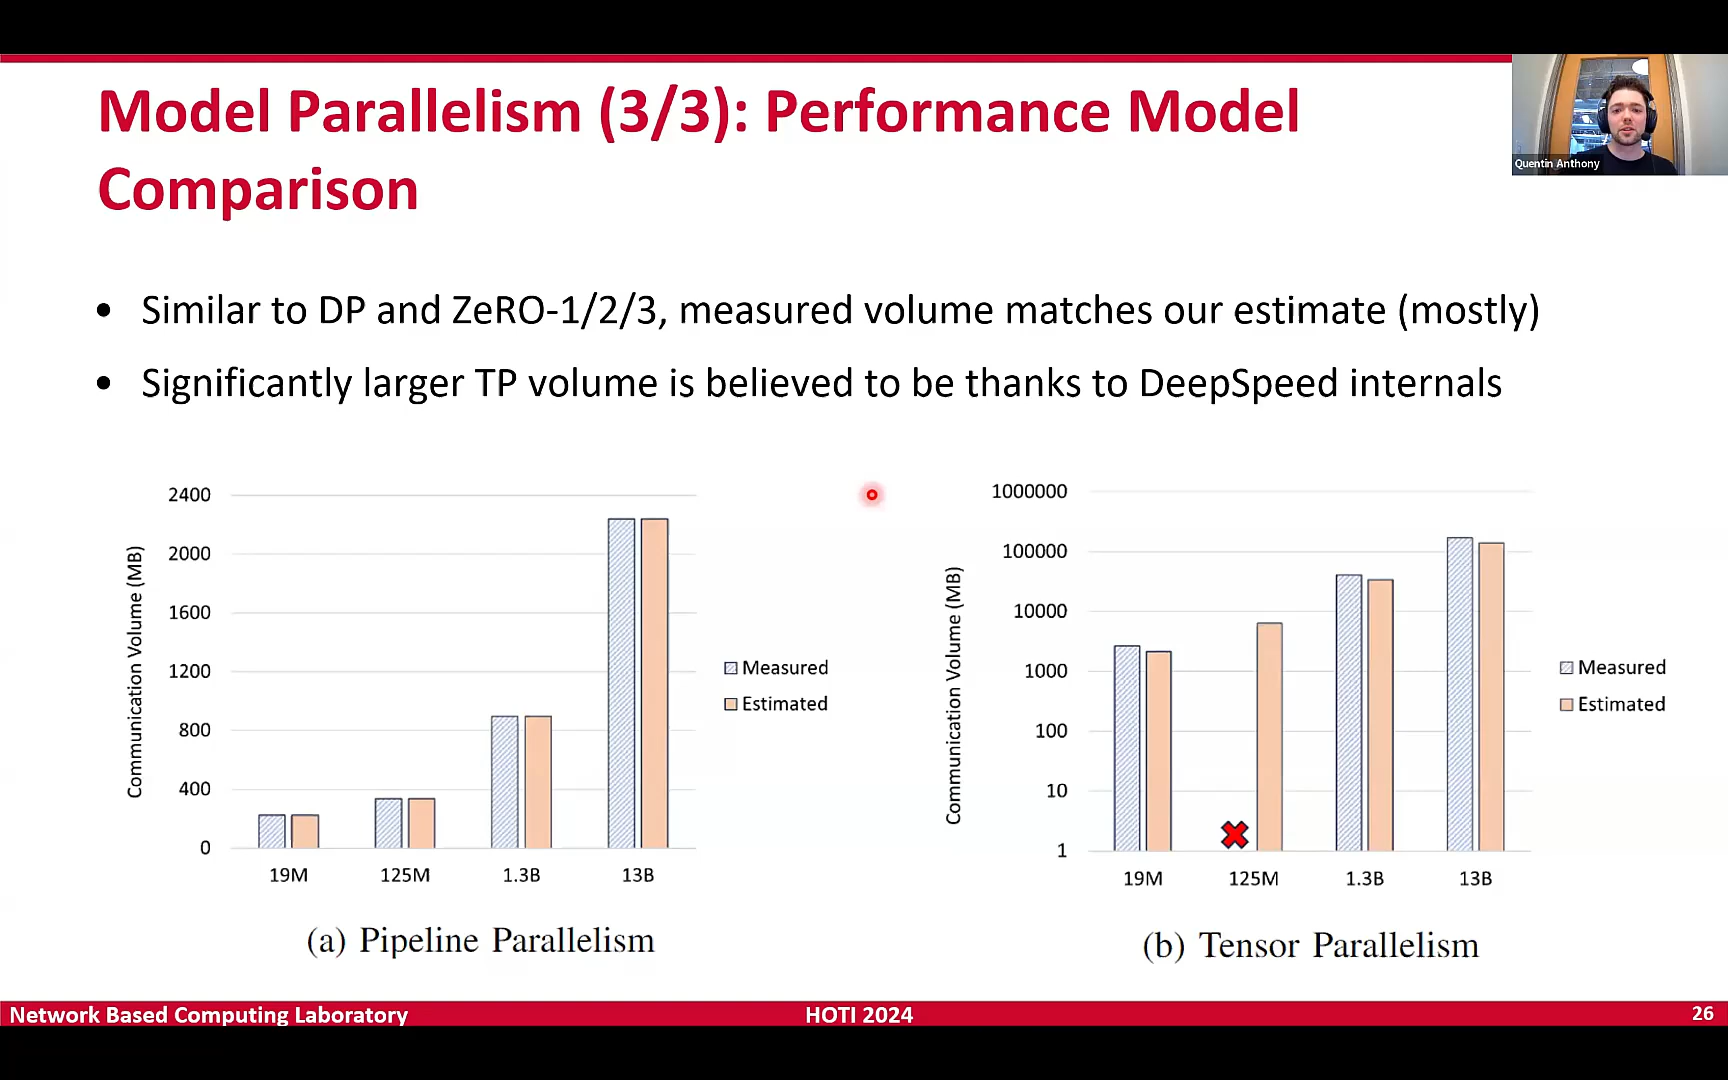 Model Parallelism (3/3): Performance Model
Comparison
Quentin Anthony
• Similar to DP and ZeRO-1/2/3, measured volume matches our estimate (mostly)
• Significantly larger TP volume is believed to be thanks to DeepSpeed internals
Communication Volume (MB)
2400
2000
1600
1200
800
400
0
19M 125M 1.3B 13B
Measured
Estimated
(a) Pipeline Parallelism
Communication Volume (MB)
1000000
100000
10000
1000
100
10
1
19M 125M 1.3B 13B
Measured
Estimated
(b) Tensor Parallelism
Network Based Computing Laboratory HOTI 2024 26